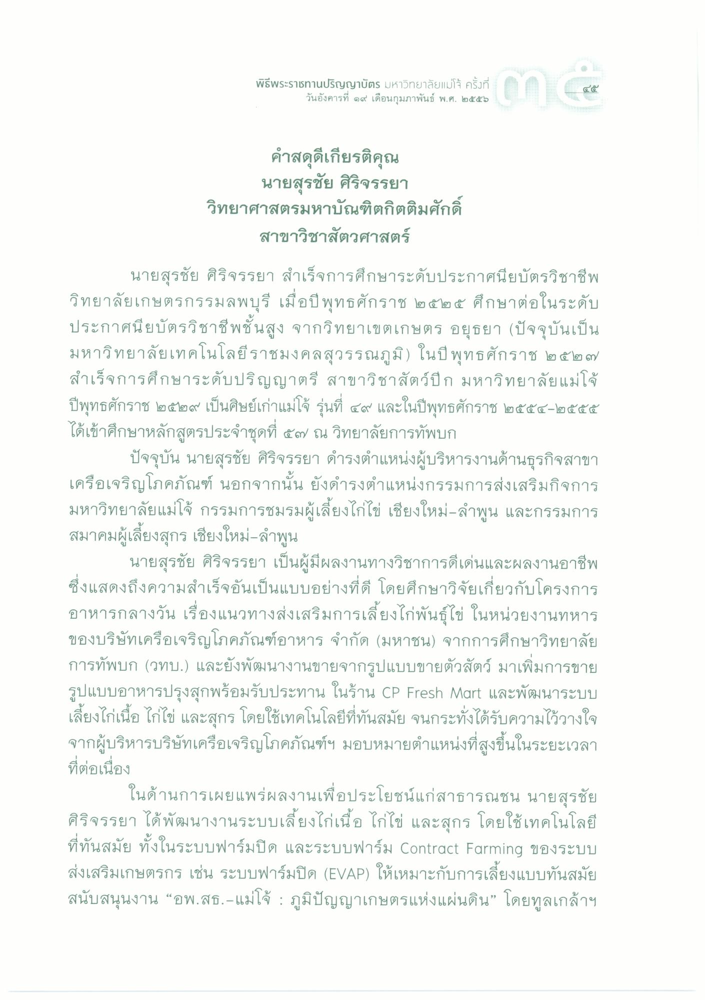 พิธีพระราชทานปริญญาบัตร มหาวิทยาลัยแม่โจ้ ครั้งที่ ๓๕
วันอังคารที่ ๑๙ เดือนกุมภาพันธ์ พ.ศ. ๒๕๕๖
๔๕
คำสดุดีเกียรติคุณ
นายสุรชัย ศิริจรรยา
วิทยาศาสตรมหาบัณฑิตกิตติมศักดิ์
สาขาวิชาสัตวศาสตร์
นายสุรชัย ศิริจรรยา สำเร็จการศึกษาระดับประกาศนียบัตรวิชาชีพ
วิทยาลัยเกษตรกรรมลพบุรี เมื่อปีพุทธศักราช ๒๕๒๕ ศึกษาต่อในระดับ
ประกาศนียบัตรวิชาชีพชั้นสูง จากวิทยาเขตเกษตร อยุธยา (ปัจจุบันเป็น
มหาวิทยาลัยเทคโนโลยีราชมงคลสุวรรณภูมิ) ในปีพุทธศักราช ๒๕๒๗
สำเร็จการศึกษาระดับปริญญาตรี สาขาวิชาสัตว์ปีก มหาวิทยาลัยแม่โจ้
ปีพุทธศักราช ๒๕๒๙ เป็นศิษย์เก่าแม่โจ้ รุ่นที่ ๔๙ และในปีพุทธศักราช ๒๕๕๔-๒๕๕๕
ได้เข้าศึกษาหลักสูตรประจำชุดที่ ๕๗ ณ วิทยาลัยการทัพบก
ปัจจุบัน นายสุรชัย ศิริจรรยา ดำรงตำแหน่งผู้บริหารงานด้านธุรกิจสาขา
เครือเจริญโภคภัณฑ์ นอกจากนั้น ยังดำรงตำแหน่งกรรมการส่งเสริมกิจการ
มหาวิทยาลัยแม่โจ้ กรรมการชมรมผู้เลี้ยงไก่ไข่ เชียงใหม่-ลำพูน และกรรมการ
สมาคมผู้เลี้ยงสุกร เชียงใหม่-ลำพูน
นายสุรชัย ศิริจรรยา เป็นผู้มีผลงานทางวิชาการดีเด่นและผลงานอาชีพ
ซึ่งแสดงถึงความสำเร็จอันเป็นแบบอย่างที่ดี โดยศึกษาวิจัยเกี่ยวกับโครงการ
อาหารกลางวัน เรื่องแนวทางส่งเสริมการเลี้ยงไก่พันธุ์ไข่ ในหน่วยงานทหาร
ของบริษัทเครือเจริญโภคภัณฑ์อาหาร จำกัด (มหาชน) จากการศึกษาวิทยาลัย
การทัพบก (วทบ.) และยังพัฒนางานขายจากรูปแบบขายตัวสัตว์ มาเพิ่มการขาย
รูปแบบอาหารปรุงสุกพร้อมรับประทาน ในร้าน CP Fresh Mart และพัฒนาระบบ
เลี้ยงไก่เนื้อ ไก่ไข่ และสุกร โดยใช้เทคโนโลยีที่ทันสมัย จนกระทั่งได้รับความไว้วางใจ
จากผู้บริหารบริษัทเครือเจริญโภคภัณฑ์ฯ มอบหมายตำแหน่งที่สูงขึ้นในระยะเวลา
ที่ต่อเนื่อง
ในด้านการเผยแพร่ผลงานเพื่อประโยชน์แก่สาธารณชน นายสุรชัย
ศิริจรรยา ได้พัฒนางานระบบเลี้ยงไก่เนื้อ ไก่ไข่ และสุกร โดยใช้เทคโนโลยี
ที่ทันสมัย ทั้งในระบบฟาร์มปิด และระบบฟาร์ม Contract Farming ของระบบ
ส่งเสริมเกษตรกร เช่น ระบบฟาร์มปิด (EVAP) ให้เหมาะกับการเลี้ยงแบบทันสมัย
สนับสนุนงาน “อพ.สธ.-แม่โจ้ : ภูมิปัญญาเกษตรแห่งแผ่นดิน” โดยทูลเกล้าฯ